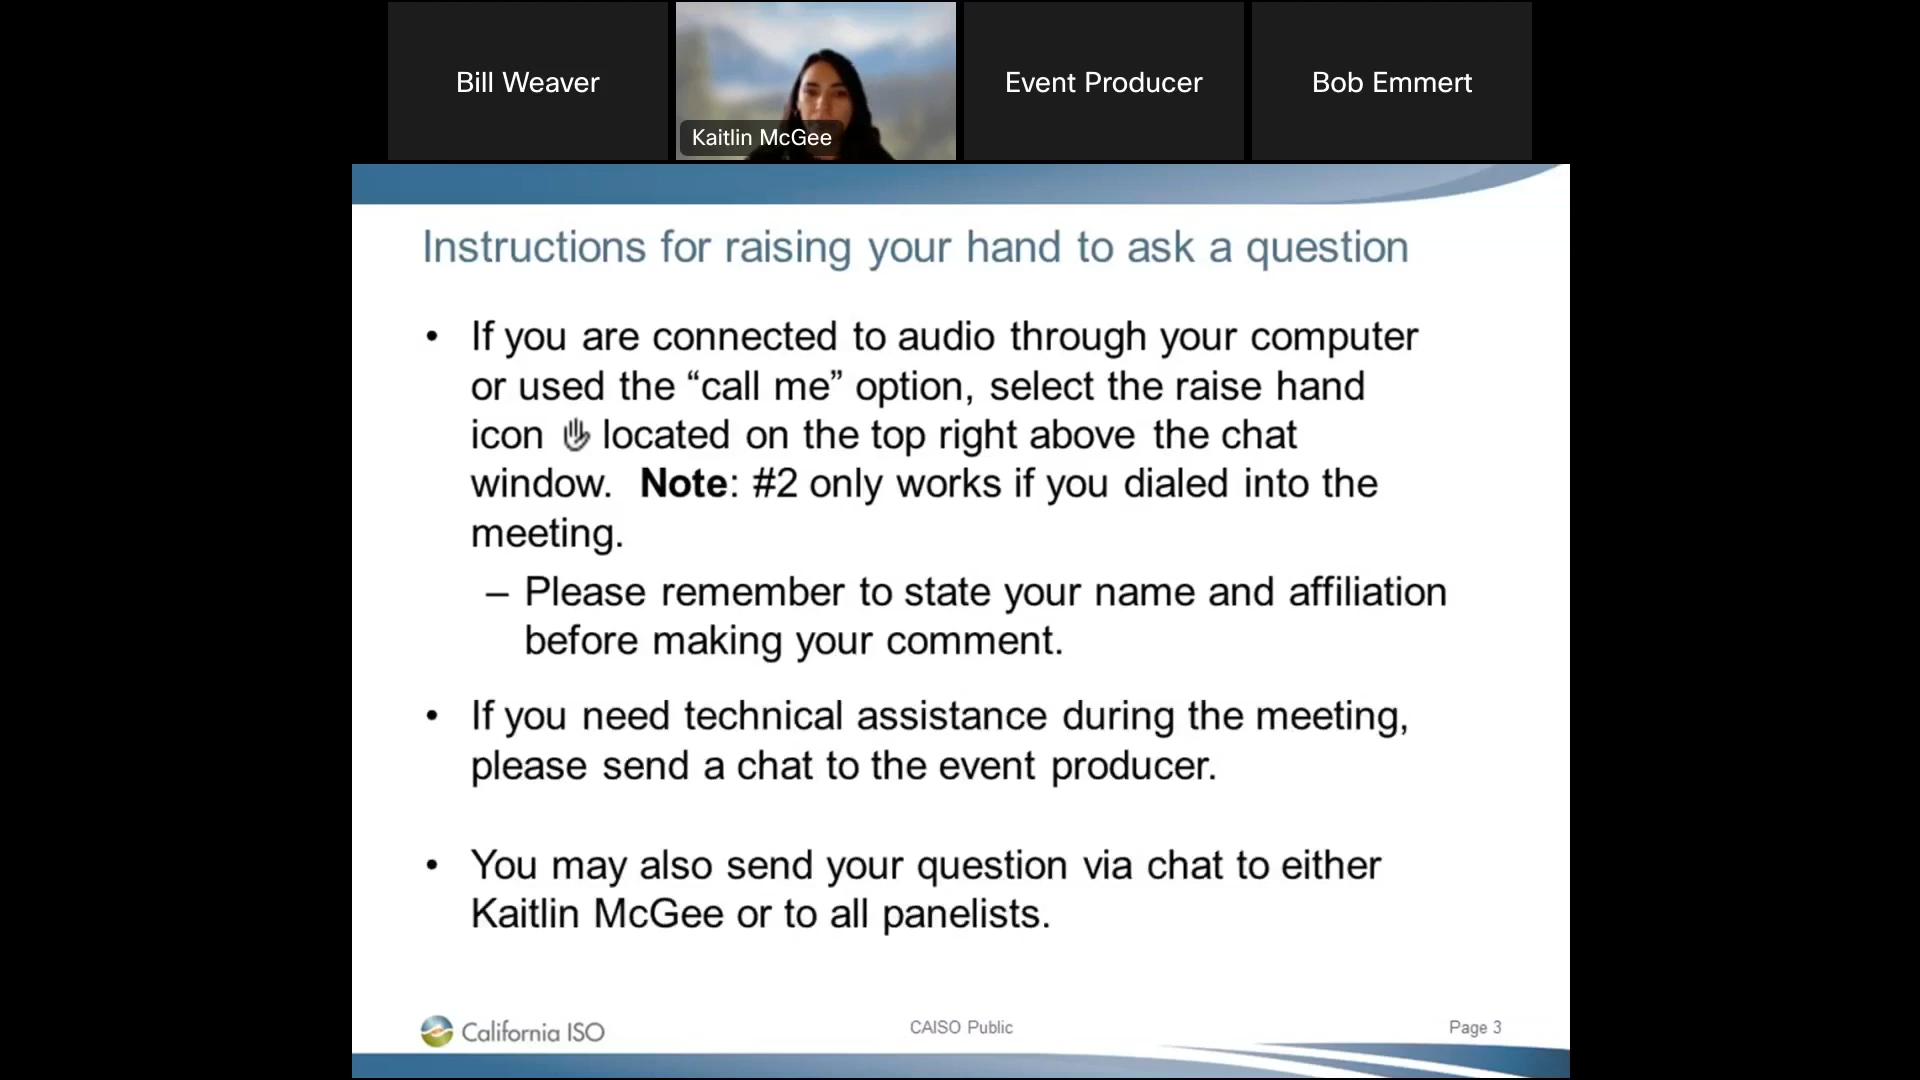 Bill Weaver
Kaitlin McGee
Event Producer
Bob Emmert
Instructions for raising your hand to ask a question
• If you are connected to audio through your computer
or used the “call me” option, select the raise hand
icon located on the top right above the chat
window. Note: #2 only works if you dialed into the
meeting.
– Please remember to state your name and affiliation
before making your comment.
• If you need technical assistance during the meeting,
please send a chat to the event producer.
• You may also send your question via chat to either
Kaitlin McGee or to all panelists.
California ISO
CAISO Public
Page 3